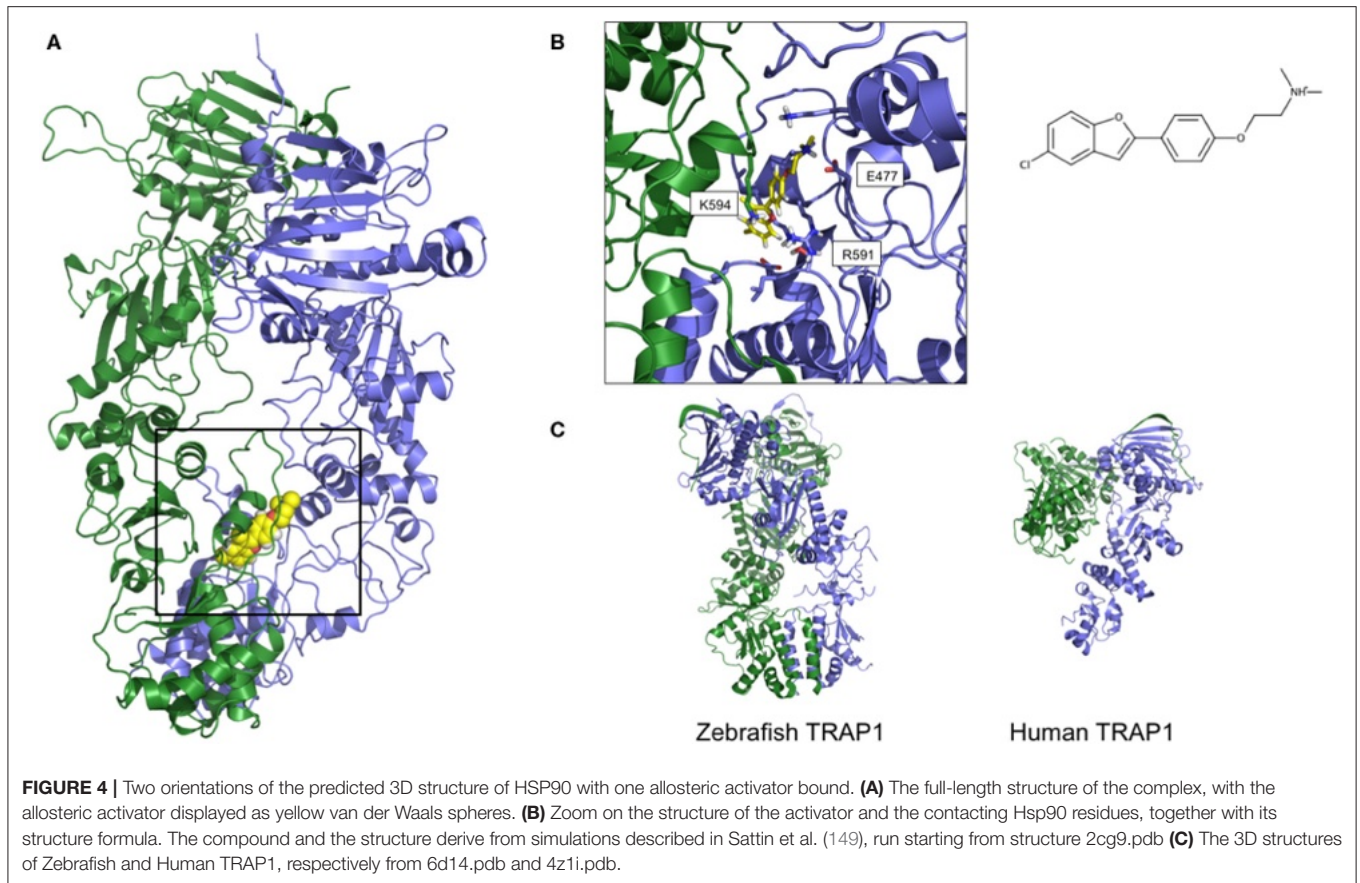 A
B
K594
E477
R591
Cl
O
O
NH⁺
C
Zebrafish TRAP1
Human TRAP1
FIGURE 4 | Two orientations of the predicted 3D structure of HSP90 with one allosteric activator bound. (A) The full-length structure of the complex, with the
allosteric activator displayed as yellow van der Waals spheres. (B) Zoom on the structure of the activator and the contacting Hsp90 residues, together with its
structure formula. The compound and the structure derive from simulations described in Sattin et al. (149), run starting from structure 2cg9.pdb (C) The 3D structures
of Zebrafish and Human TRAP1, respectively from 6d14.pdb and 4z1i.pdb.